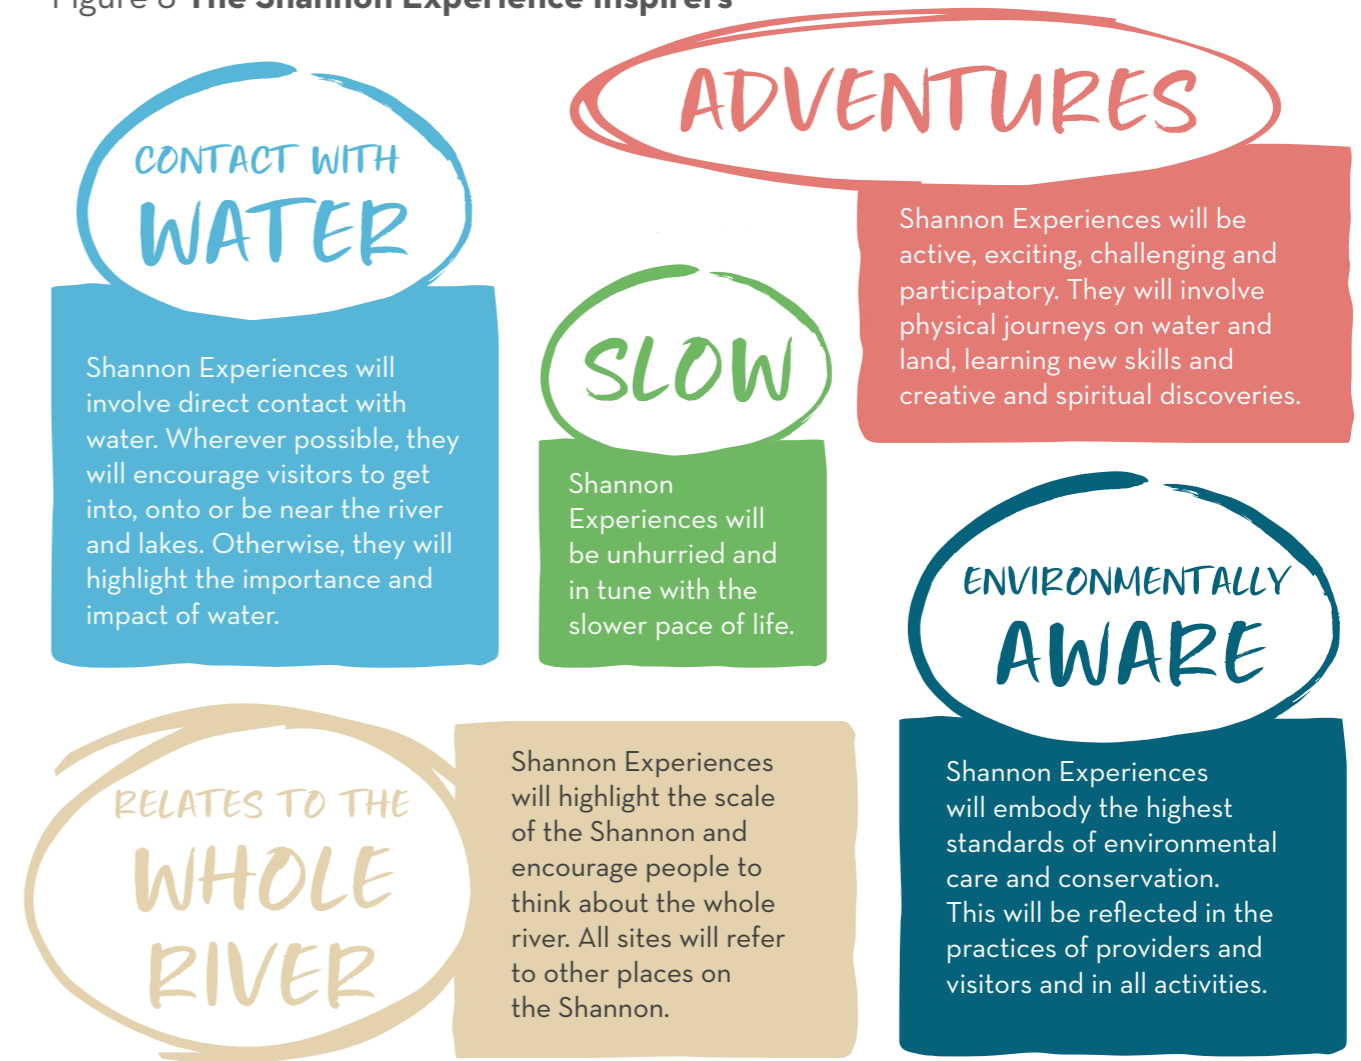 Figure 6 The Shannon Experience Inspirers
CONTACT WITH
WATER
Shannon Experiences will
involve direct contact with
water. Wherever possible, they
will encourage visitors to get
into, onto or be near the river
and lakes. Otherwise, they will
highlight the importance and
impact of water.
ADVENTURES
Shannon Experiences will be
active, exciting, challenging and
participatory. They will involve
physical journeys on water and
land, learning new skills and
creative and spiritual discoveries.
SLOW
Shannon
Experiences will
be unhurried and
in tune with the
slower pace of life.
ENVIRONMENTALLY
AWARE
Shannon Experiences
will embody the highest
standards of environmental
care and conservation.
This will be reflected in the
practices of providers and
visitors and in all activities.
RELATES TO THE
WHOLE
RIVER
Shannon Experiences
will highlight the scale
of the Shannon and
encourage people to
think about the whole
river. All sites will refer
to other places on
the Shannon.